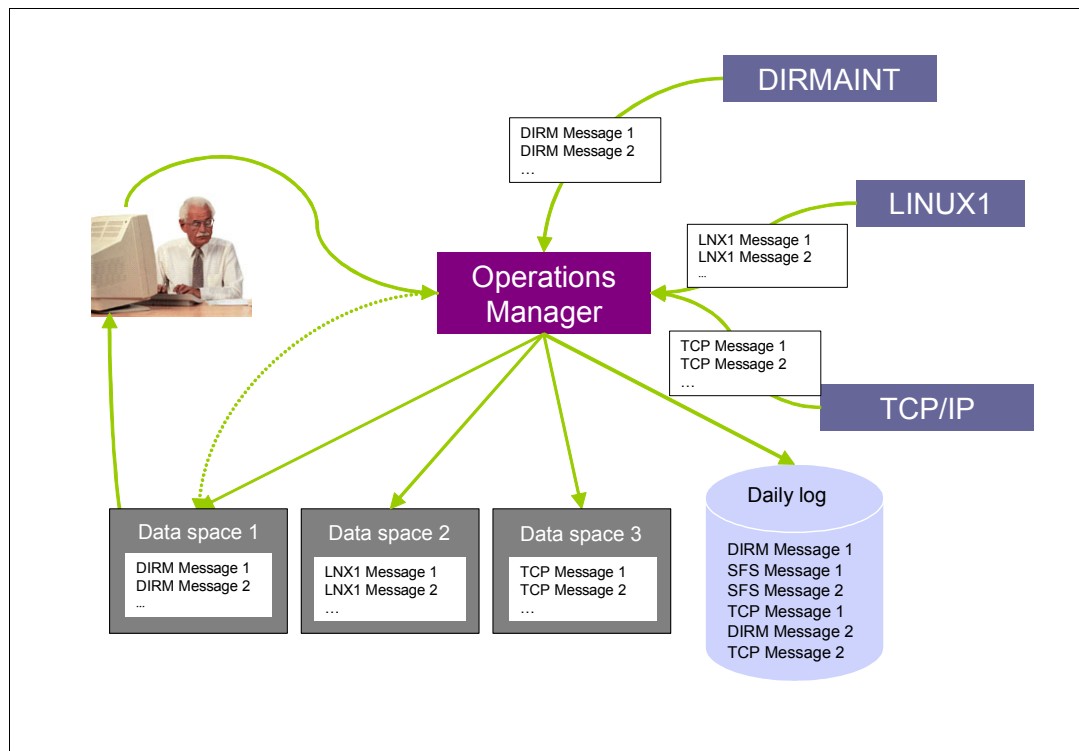 DIRMAINT
DIRM Message 1
DIRM Message 2
…
LINUX1
LNX1 Message 1
LNX1 Message 2
...
Operations
Manager
TCP Message 1
TCP Message 2
…
TCP/IP
Data space 1
DIRM Message 1
DIRM Message 2
...
Data space 2
LNX1 Message 1
LNX1 Message 2
…
Data space 3
TCP Message 1
TCP Message 2
…
Daily log
DIRM Message 1
SFS Message 1
SFS Message 2
TCP Message 1
DIRM Message 2
TCP Message 2